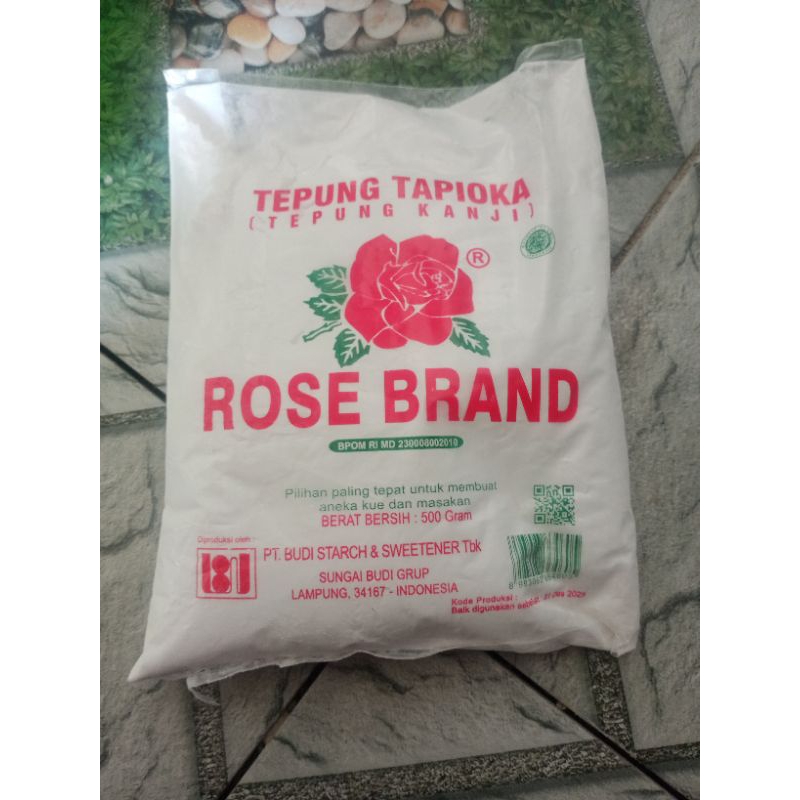 TEPUNG TAPIOKA
(TEPUNG KANJI)
®
ROSE BRAND
BPOM RI MD 230008002010
Pilihan paling tepat untuk membuat
aneka kue dan masakan
BERAT BERSIH : 500 Gram
Diproduksi oleh :
PT. BUDI STARCH & SWEETENER Tbk
SUNGAI BUDI GRUP
LAMPUNG, 34167 - INDONESIA
Kode Produksi :
Baik digunakan